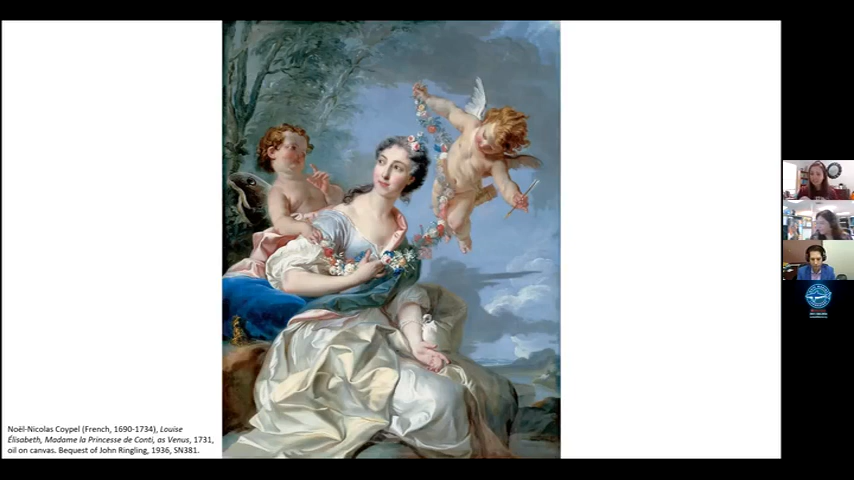 Noël-Nicolas Coypel (French, 1690-1734), Louise
Élisabeth, Madame la Princesse de Conti, as Venus, 1731,
oil on canvas. Bequest of John Ringling, 1936, SN381.